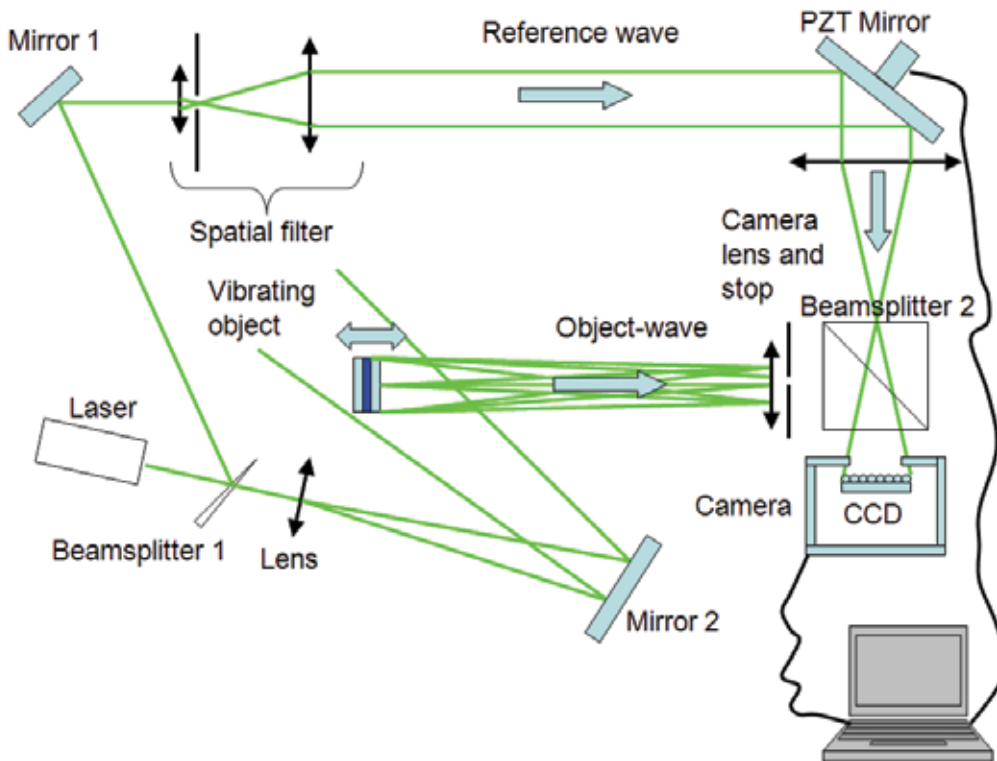 Mirror 1
Reference wave
PZT Mirror
Spatial filter
Camera
lens and
stop
Vibrating
object
Object-wave
Beamsplitter 2
Laser
Beamsplitter 1
Lens
Camera
CCD
Mirror 2